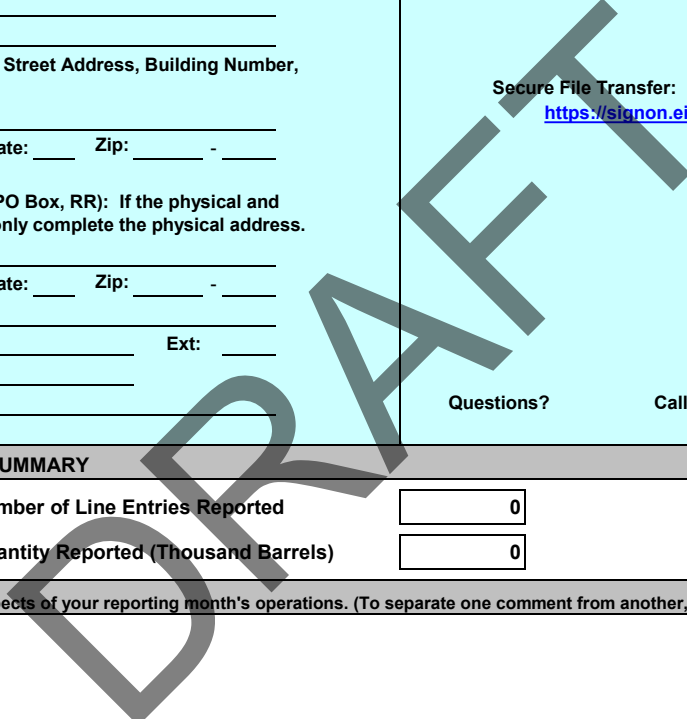 Street Address, Building Number,
Secure File Transfer:
https://signon.ei
ate: Zip: -
PO Box, RR): If the physical and
only complete the physical address.
ate: Zip: -
Ext:
Questions? Call
UMMARY
mber of Line Entries Reported 0
antity Reported (Thousand Barrels) 0
pects of your reporting month's operations. (To separate one comment from another,
DRAFT